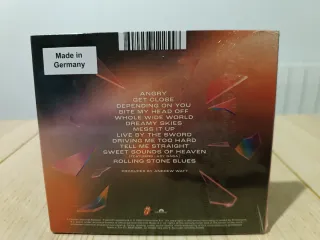 Made in
Germany
ANGRY
GET CLOSE
DEPENDING ON YOU
BITE MY HEAD OFF
WHOLE WIDE WORLD
DREAMY SKIES
MESS IT UP
LIVE BY THE SWORD
DRIVING ME TOO HARD
TELL ME STRAIGHT
SWEET SOUNDS OF HEAVEN
ROLLING STONE BLUES
PRODUCED BY ANDREW WATT